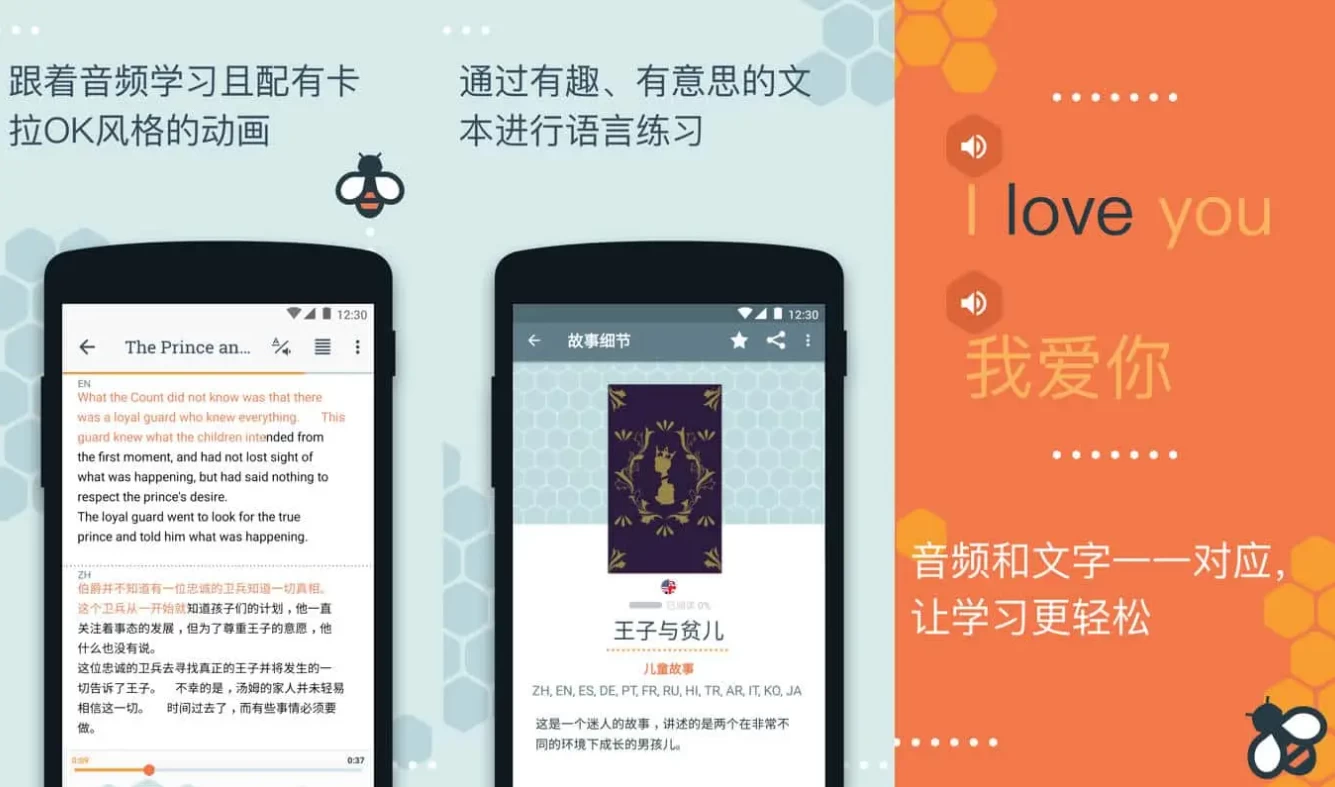 跟着音频学习且配有卡
拉OK风格的动画
12:30
The Prince an...
EN
What the Count did not know was that there
was a loyal guard who knew everything. This
guard knew what the children intended from
the first moment, and had not lost sight of
what was happening, but had said nothing to
respect the prince's desire.
The loyal guard went to look for the true
prince and told him what was happening.
ZH
伯爵并不知道有一位忠诚的卫兵知道一切真相。
这个卫兵从一开始就知道孩子们的计划，他一直
关注着事态的发展，但为了尊重王子的意愿，他
什么也没有说。
这位忠诚的卫兵去寻找真正的王子并将发生的一
切告诉了王子。 不幸的是，汤姆的家人并未轻易
相信这一切。 时间过去了，而有些事情必须要
做。
0:09
0:37
通过有趣、有意思的文
本进行语言练习
12:30
故事细节
已阅读 0%
王子与贫儿
儿童故事
ZH, EN, ES, DE, PT, FR, RU, HI, TR, AR, IT, KO, JA
这是一个迷人的故事，讲述的是两个在非常不
同的环境下成长的男孩儿。
I love you
我爱你
音频和文字一一对应,
让学习更轻松